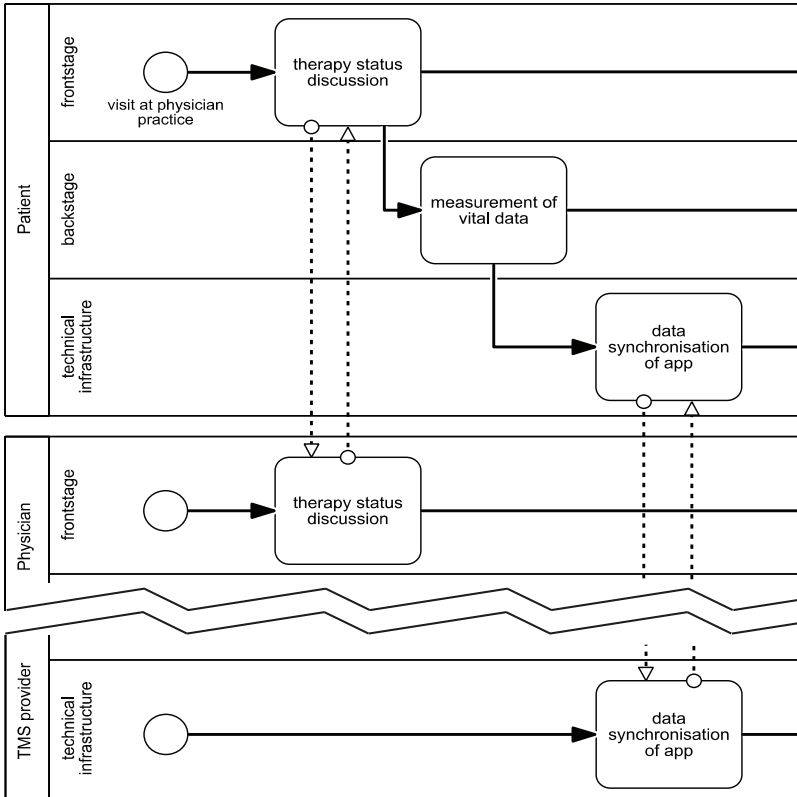 Patient
frontstage
visit at physician
practice
therapy status
discussion
backstage
measurement of
vital data
technical
infrastructure
data
synchronisation
of app
Physician
frontstage
therapy status
discussion
TMS provider
technical
infrastructure
data
synchronisation
of app